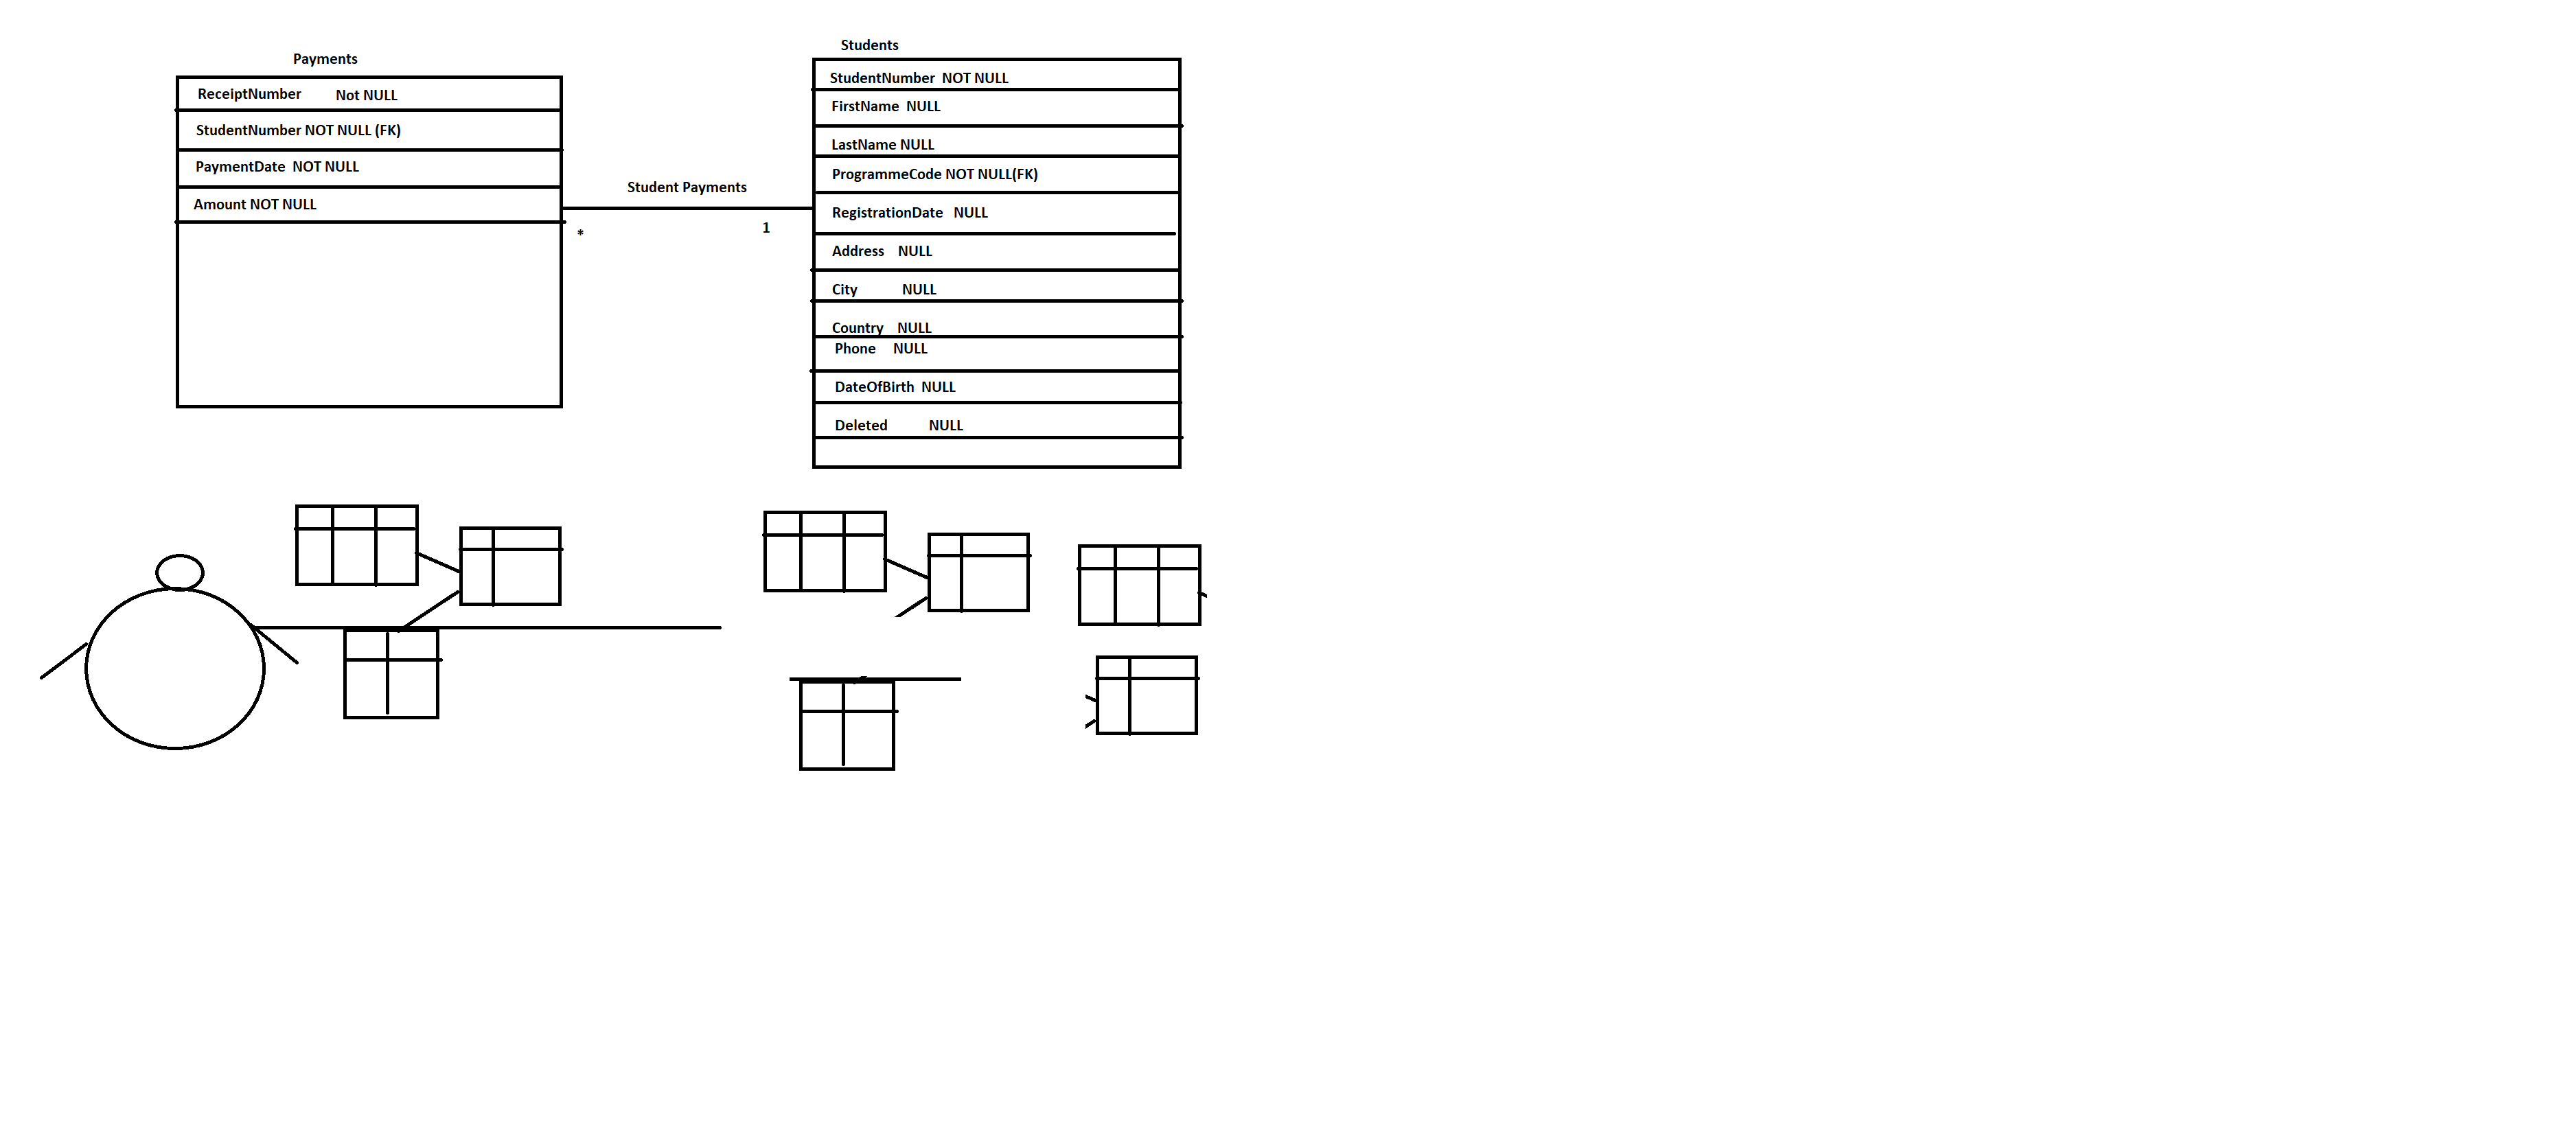 Payments
ReceiptNumber Not NULL
StudentNumber NOT NULL (FK)
PaymentDate NOT NULL
Amount NOT NULL
Student Payments
* 1
Students
StudentNumber NOT NULL
FirstName NULL
LastName NULL
ProgrammeCode NOT NULL(FK)
RegistrationDate NULL
Address NULL
City NULL
Country NULL
Phone NULL
DateOfBirth NULL
Deleted NULL